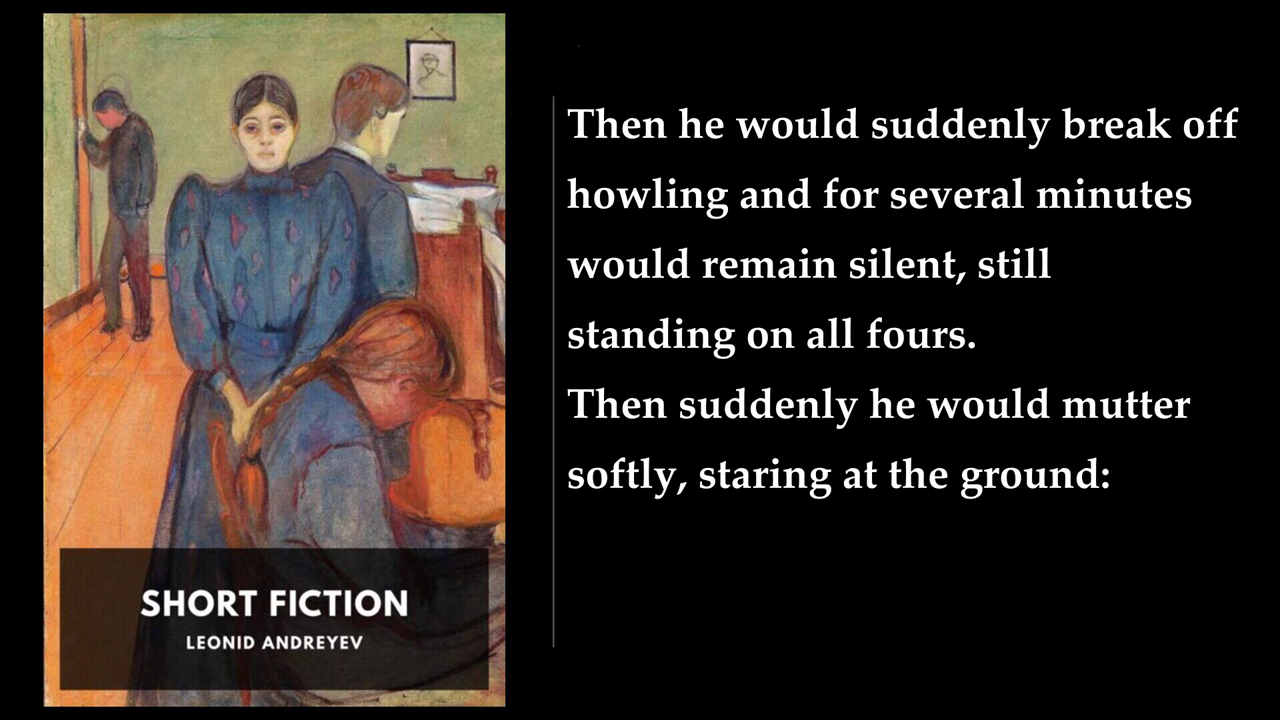 Then he would suddenly break off
howling and for several minutes
would remain silent, still
standing on all fours.
Then suddenly he would mutter
softly, staring at the ground:
SHORT FICTION
LEONID ANDREYEV